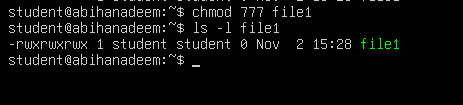 student@abihanadeem:~$ chmod 777 file1
student@abihanadeem:~$ ls -l file1
-rwxrwxrwx 1 student student 0 Nov  2 15:28 file1
student@abihanadeem:~$ _